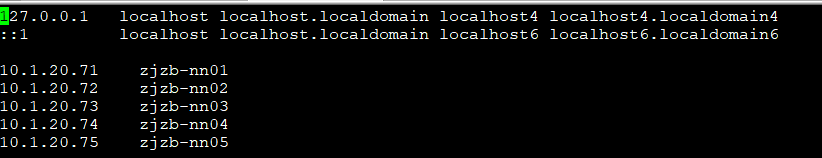 127.0.0.1   localhost localhost.localdomain localhost4 localhost4.localdomain4
::1         localhost localhost.localdomain localhost6 localhost6.localdomain6
10.1.20.71    zjzb-nn01
10.1.20.72    zjzb-nn02
10.1.20.73    zjzb-nn03
10.1.20.74    zjzb-nn04
10.1.20.75    zjzb-nn05